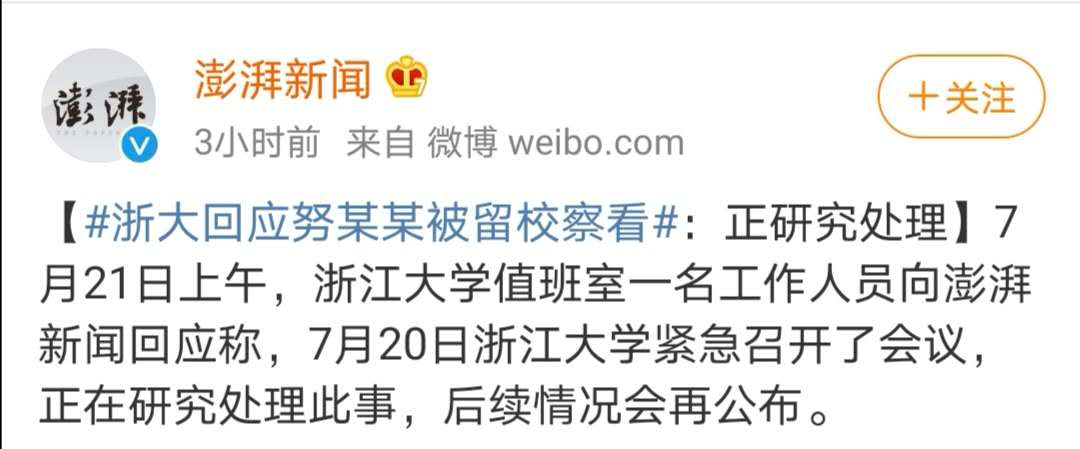 澎湃
THE PAPER
澎湃新闻
+关注
3小时前 来自 微博 weibo.com
【#浙大回应努某某被留校察看#：正研究处理】7
月21日上午，浙江大学值班室一名工作人员向澎湃
新闻回应称，7月20日浙江大学紧急召开了会议，
正在研究处理此事，后续情况会再公布。